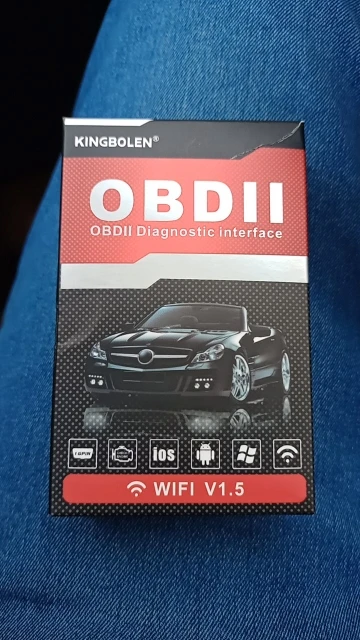 KINGBOLEN®
OBDII
OBDII Diagnostic interface
ios
WIFI V1.5